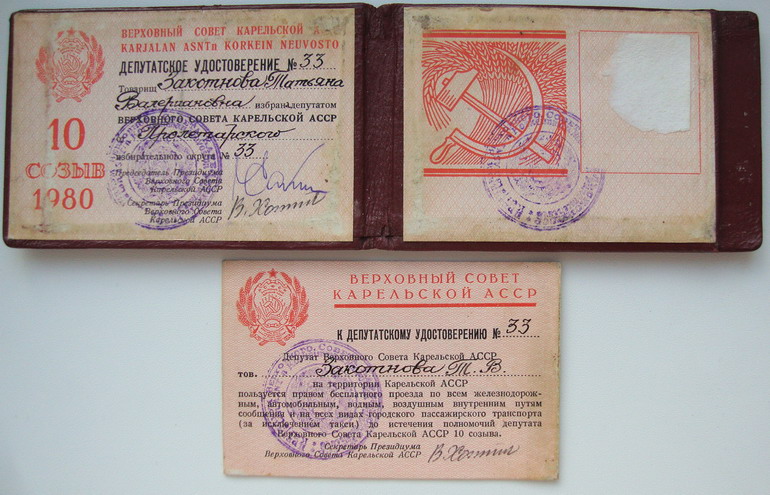 ВЕРХОВНЫЙ СОВЕТ КАРЕЛЬСКОЙ АССР
KARJALAN ASNTn KORKEIN NEUVOSTO
ДЕПУТАТСКОЕ УДОСТОВЕРЕНИЕ № 33
Товарищ Закотнова Татьяна
Валериановна избран депутатом
ВЕРХОВНОГО СОВЕТА КАРЕЛЬСКОЙ АССР
Пролетарского
избирательного округа № 33
Председатель Президиума
Верховного Совета
Карельской АССР
Секретарь Президиума
Верховного Совета
Карельской АССР
10
СОЗЫВ
1980
ВЕРХОВНЫЙ СОВЕТ
КАРЕЛЬСКОЙ АССР
К ДЕПУТАТСКОМУ УДОСТОВЕРЕНИЮ № 33
Депутат Верховного Совета Карельской АССР
тов. Закотнова Т. В.
на территории Карельской АССР
пользуется правом бесплатного проезда по всем железнодорож-
ным, автомобильным, водным, воздушным внутренним путям
сообщения и на всех видах городского пассажирского транспорта
(за исключением такси) до истечения полномочий депутата
Верховного Совета Карельской АССР 10 созыва.
Секретарь Президиума
Верховного Совета Карельской АССР